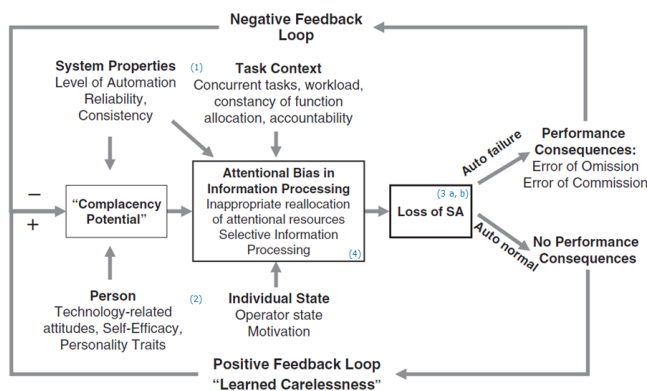 Negative Feedback
Loop
System Properties
Level of Automation
Reliability,
Consistency
(1)
Task Context
Concurrent tasks, workload,
constancy of function
allocation, accountability
−
+
“Complacency
Potential”
Attentional Bias in
Information Processing
Inappropriate reallocation
of attentional resources
Selective Information
Processing
(4)
(3 a, b)
Loss of SA
Auto failure
Auto normal
Performance
Consequences:
Error of Omission
Error of Commission
No Performance
Consequences
Person
Technology-related
attitudes, Self-Efficacy,
Personality Traits
(2)
Individual State
Operator state
Motivation
Positive Feedback Loop
“Learned Carelessness”